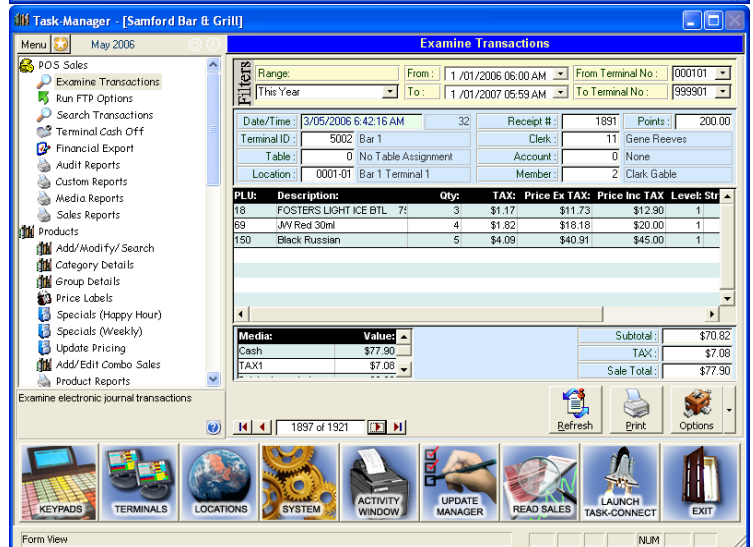 Task-Manager - [Samford Bar & Grill]
Menu May 2006
Examine Transactions
POS Sales
Examine Transactions
Run FTP Options
Search Transactions
Terminal Cash Off
Financial Export
Audit Reports
Custom Reports
Media Reports
Sales Reports
Products
Add/Modify/Search
Category Details
Group Details
Price Labels
Specials (Happy Hour)
Specials (Weekly)
Update Pricing
Add/Edit Combo Sales
Product Reports
Examine electronic journal transactions
Filters
Range: From : 1 /01/2006 06:00 AM From Terminal No : 000101
This Year To : 1 /01/2007 05:59 AM To Terminal No : 999901
Date/Time : 3/05/2006 6:42:16 AM 32 Receipt # : 1891 Points : 200.00
Terminal ID : 5002 Bar 1 Clerk : 11 Gene Reeves
Table : 0 No Table Assignment Account : 0 None
Location : 0001-01 Bar 1 Terminal 1 Member : 2 Clark Gable
PLU: Description: Qty: TAX: Price Ex TAX: Price Inc TAX Level: Str
18 FOSTERS LIGHT ICE BTL 3 $1.17 $11.73 $12.90 1
69 JW Red 30ml 4 $1.82 $18.18 $20.00 1
150 Black Russian 5 $4.09 $40.91 $45.00 1
Media: Value:
Cash $77.90
TAX1 $7.08
Subtotal : $70.82
TAX : $7.08
Sale Total : $77.90
1897 of 1921
Refresh Print Options
KEYPADS TERMINALS LOCATIONS SYSTEM ACTIVITY WINDOW UPDATE MANAGER READ SALES LAUNCH TASK-CONNECT EXIT
Form View NUM